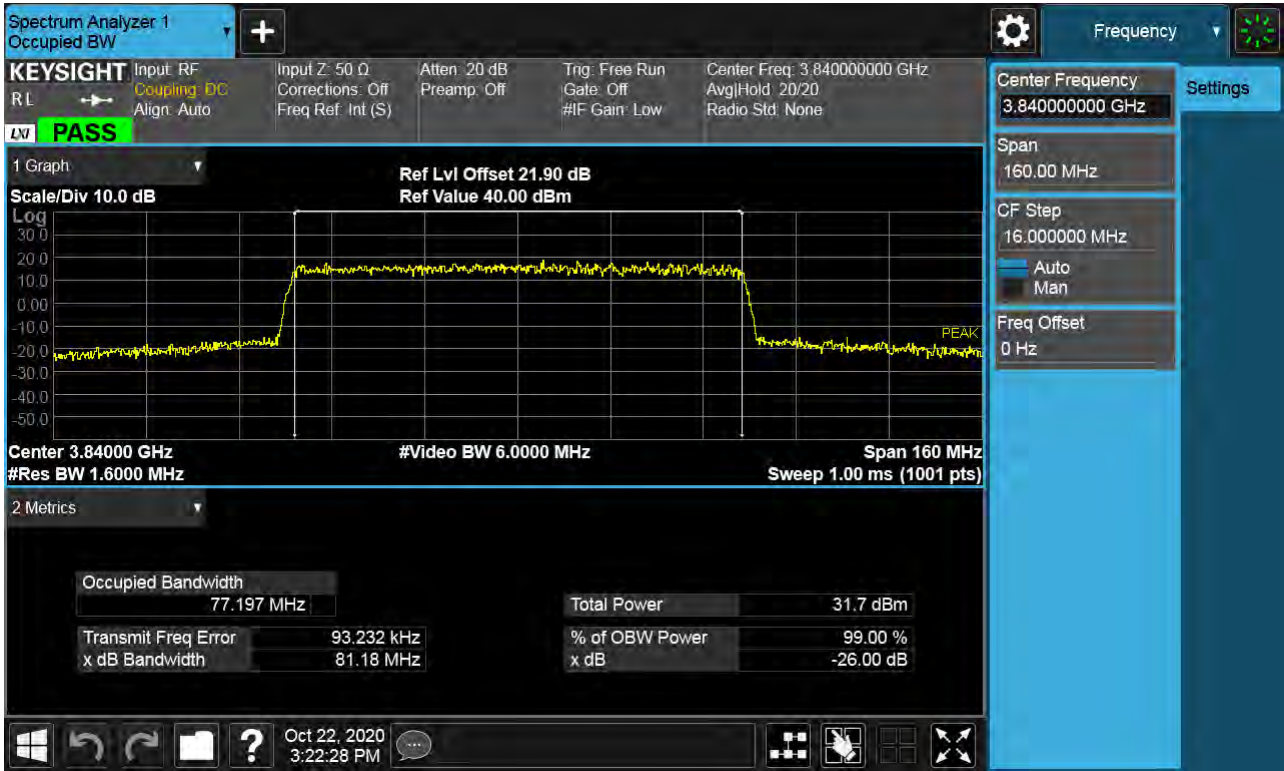 Spectrum Analyzer 1
Occupied BW
+
Frequency
KEYSIGHT
RL
LXI PASS
Input: RF
Coupling: DC
Align: Auto
Input Z: 50 Ω
Corrections: Off
Freq Ref: Int (S)
Atten: 20 dB
Preamp: Off
Trig: Free Run
Gate: Off
#IF Gain: Low
Center Freq: 3.840000000 GHz
Avg|Hold: 20/20
Radio Std: None
Center Frequency
3.840000000 GHz
Settings
Span
160.00 MHz
CF Step
16.000000 MHz
Auto
Man
Freq Offset
0 Hz
1 Graph
Scale/Div 10.0 dB
Ref Lvl Offset 21.90 dB
Ref Value 40.00 dBm
Log
30.0
20.0
10.0
0.00
-10.0
-20.0
-30.0
-40.0
-50.0
PEAK
Center 3.84000 GHz
#Res BW 1.6000 MHz
#Video BW 6.0000 MHz
Span 160 MHz
Sweep 1.00 ms (1001 pts)
2 Metrics
Occupied Bandwidth
77.197 MHz
Transmit Freq Error 93.232 kHz
x dB Bandwidth 81.18 MHz
Total Power 31.7 dBm
% of OBW Power 99.00 %
x dB -26.00 dB
?
Oct 22, 2020
3:22:28 PM